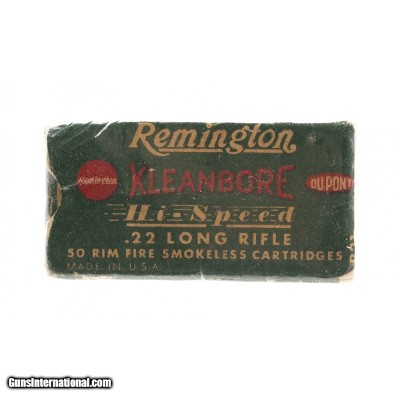 Remington
Remington
KLEANBORE
DU PONT
Hi-Speed
.22 LONG RIFLE
50 RIM FIRE SMOKELESS CARTRIDGES
MADE IN U.S.A.
GunsInternational.com